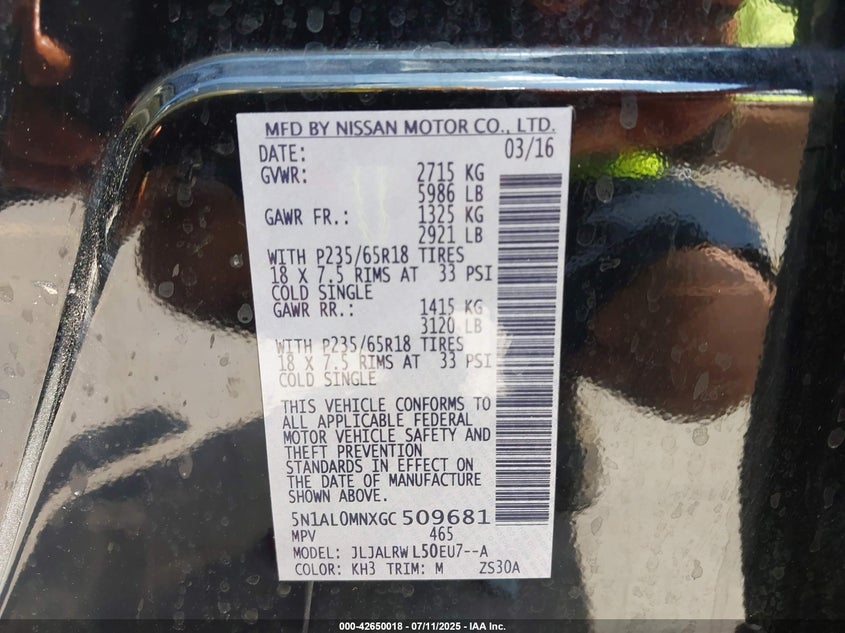 MFD BY NISSAN MOTOR CO., LTD.
DATE: 03/16
GVWR: 2715 KG
5986 LB
GAWR FR.: 1325 KG
2921 LB
WITH P235/65R18 TIRES
18 X 7.5 RIMS AT 33 PSI
COLD SINGLE
GAWR RR.: 1415 KG
3120 LB
WITH P235/65R18 TIRES
18 X 7.5 RIMS AT 33 PSI
COLD SINGLE
THIS VEHICLE CONFORMS TO
ALL APPLICABLE FEDERAL
MOTOR VEHICLE SAFETY AND
THEFT PREVENTION
STANDARDS IN EFFECT ON
THE DATE OF MANUFACTURE
SHOWN ABOVE.
5N1AL0MNXGC509681
MPV 465
MODEL: JLJALRW L50EU7--A
COLOR: KH3 TRIM: M ZS30A
000-42650018 - 07/11/2025 - IAA Inc.